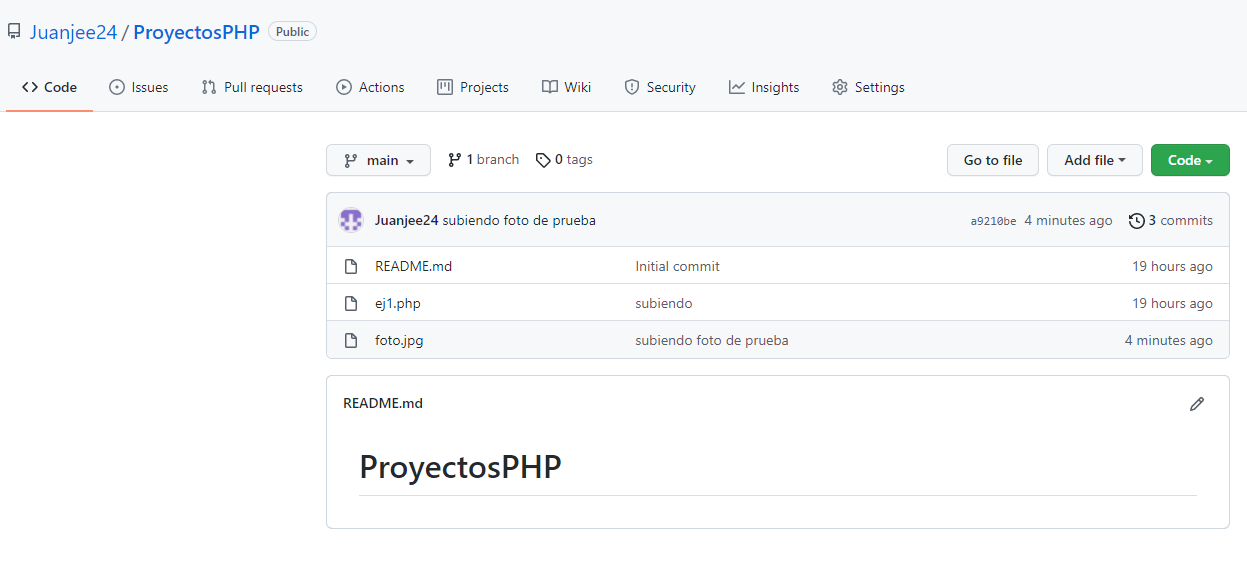 Juanjee24 / ProyectosPHP Public
Code Issues Pull requests Actions Projects Wiki Security Insights Settings
main 1 branch 0 tags Go to file Add file Code
Juanjee24 subiendo foto de prueba a9210be 4 minutes ago 3 commits
README.md Initial commit 19 hours ago
ej1.php subiendo 19 hours ago
foto.jpg subiendo foto de prueba 4 minutes ago
README.md
ProyectosPHP